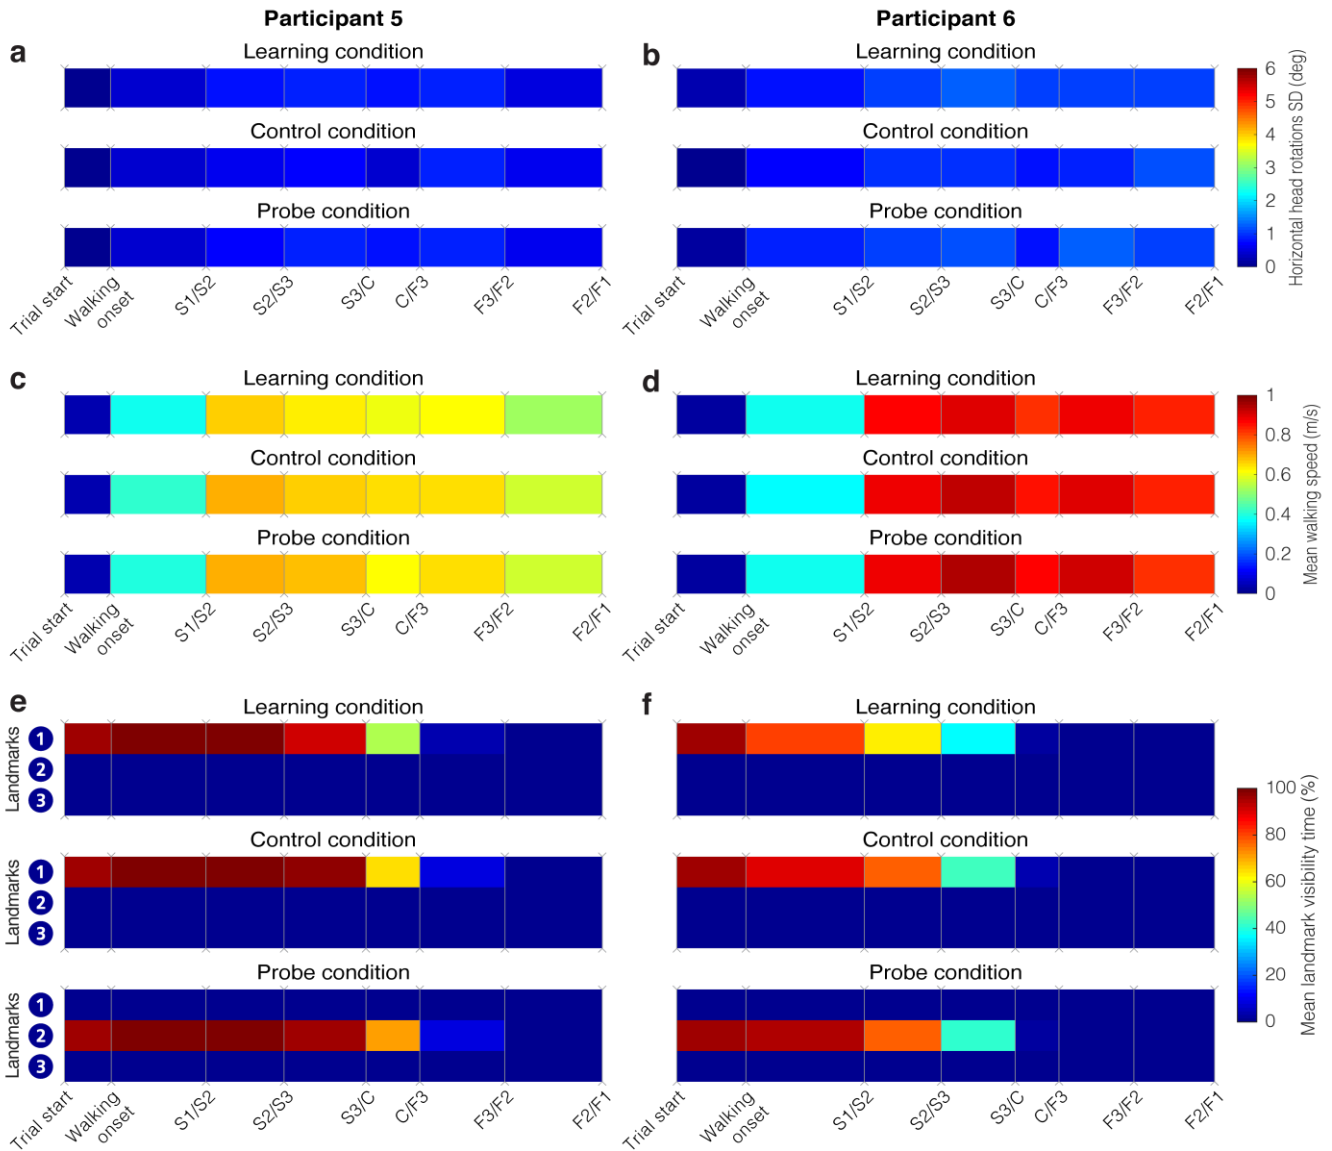 Participant 5
Participant 6
a
Learning condition
b
Learning condition
Control condition
Control condition
Probe condition
Probe condition
6
5
4
3
2
1
0
Horizontal head rotations SD (deg)
Trial start
Walking
onset
S1/S2
S2/S3
S3/C
C/F3
F3/F2
F2/F1
Trial start
Walking
onset
S1/S2
S2/S3
S3/C
C/F3
F3/F2
F2/F1
c
Learning condition
d
Learning condition
Control condition
Control condition
Probe condition
Probe condition
1
0.8
0.6
0.4
0.2
0
Mean walking speed (m/s)
Trial start
Walking
onset
S1/S2
S2/S3
S3/C
C/F3
F3/F2
F2/F1
Trial start
Walking
onset
S1/S2
S2/S3
S3/C
C/F3
F3/F2
F2/F1
e
Learning condition
f
Learning condition
Landmarks
1
2
3
Control condition
Control condition
Landmarks
1
2
3
Probe condition
Probe condition
Landmarks
1
2
3
100
80
60
40
20
0
Mean landmark visibility time (%)
Trial start
Walking
onset
S1/S2
S2/S3
S3/C
C/F3
F3/F2
F2/F1
Trial start
Walking
onset
S1/S2
S2/S3
S3/C
C/F3
F3/F2
F2/F1